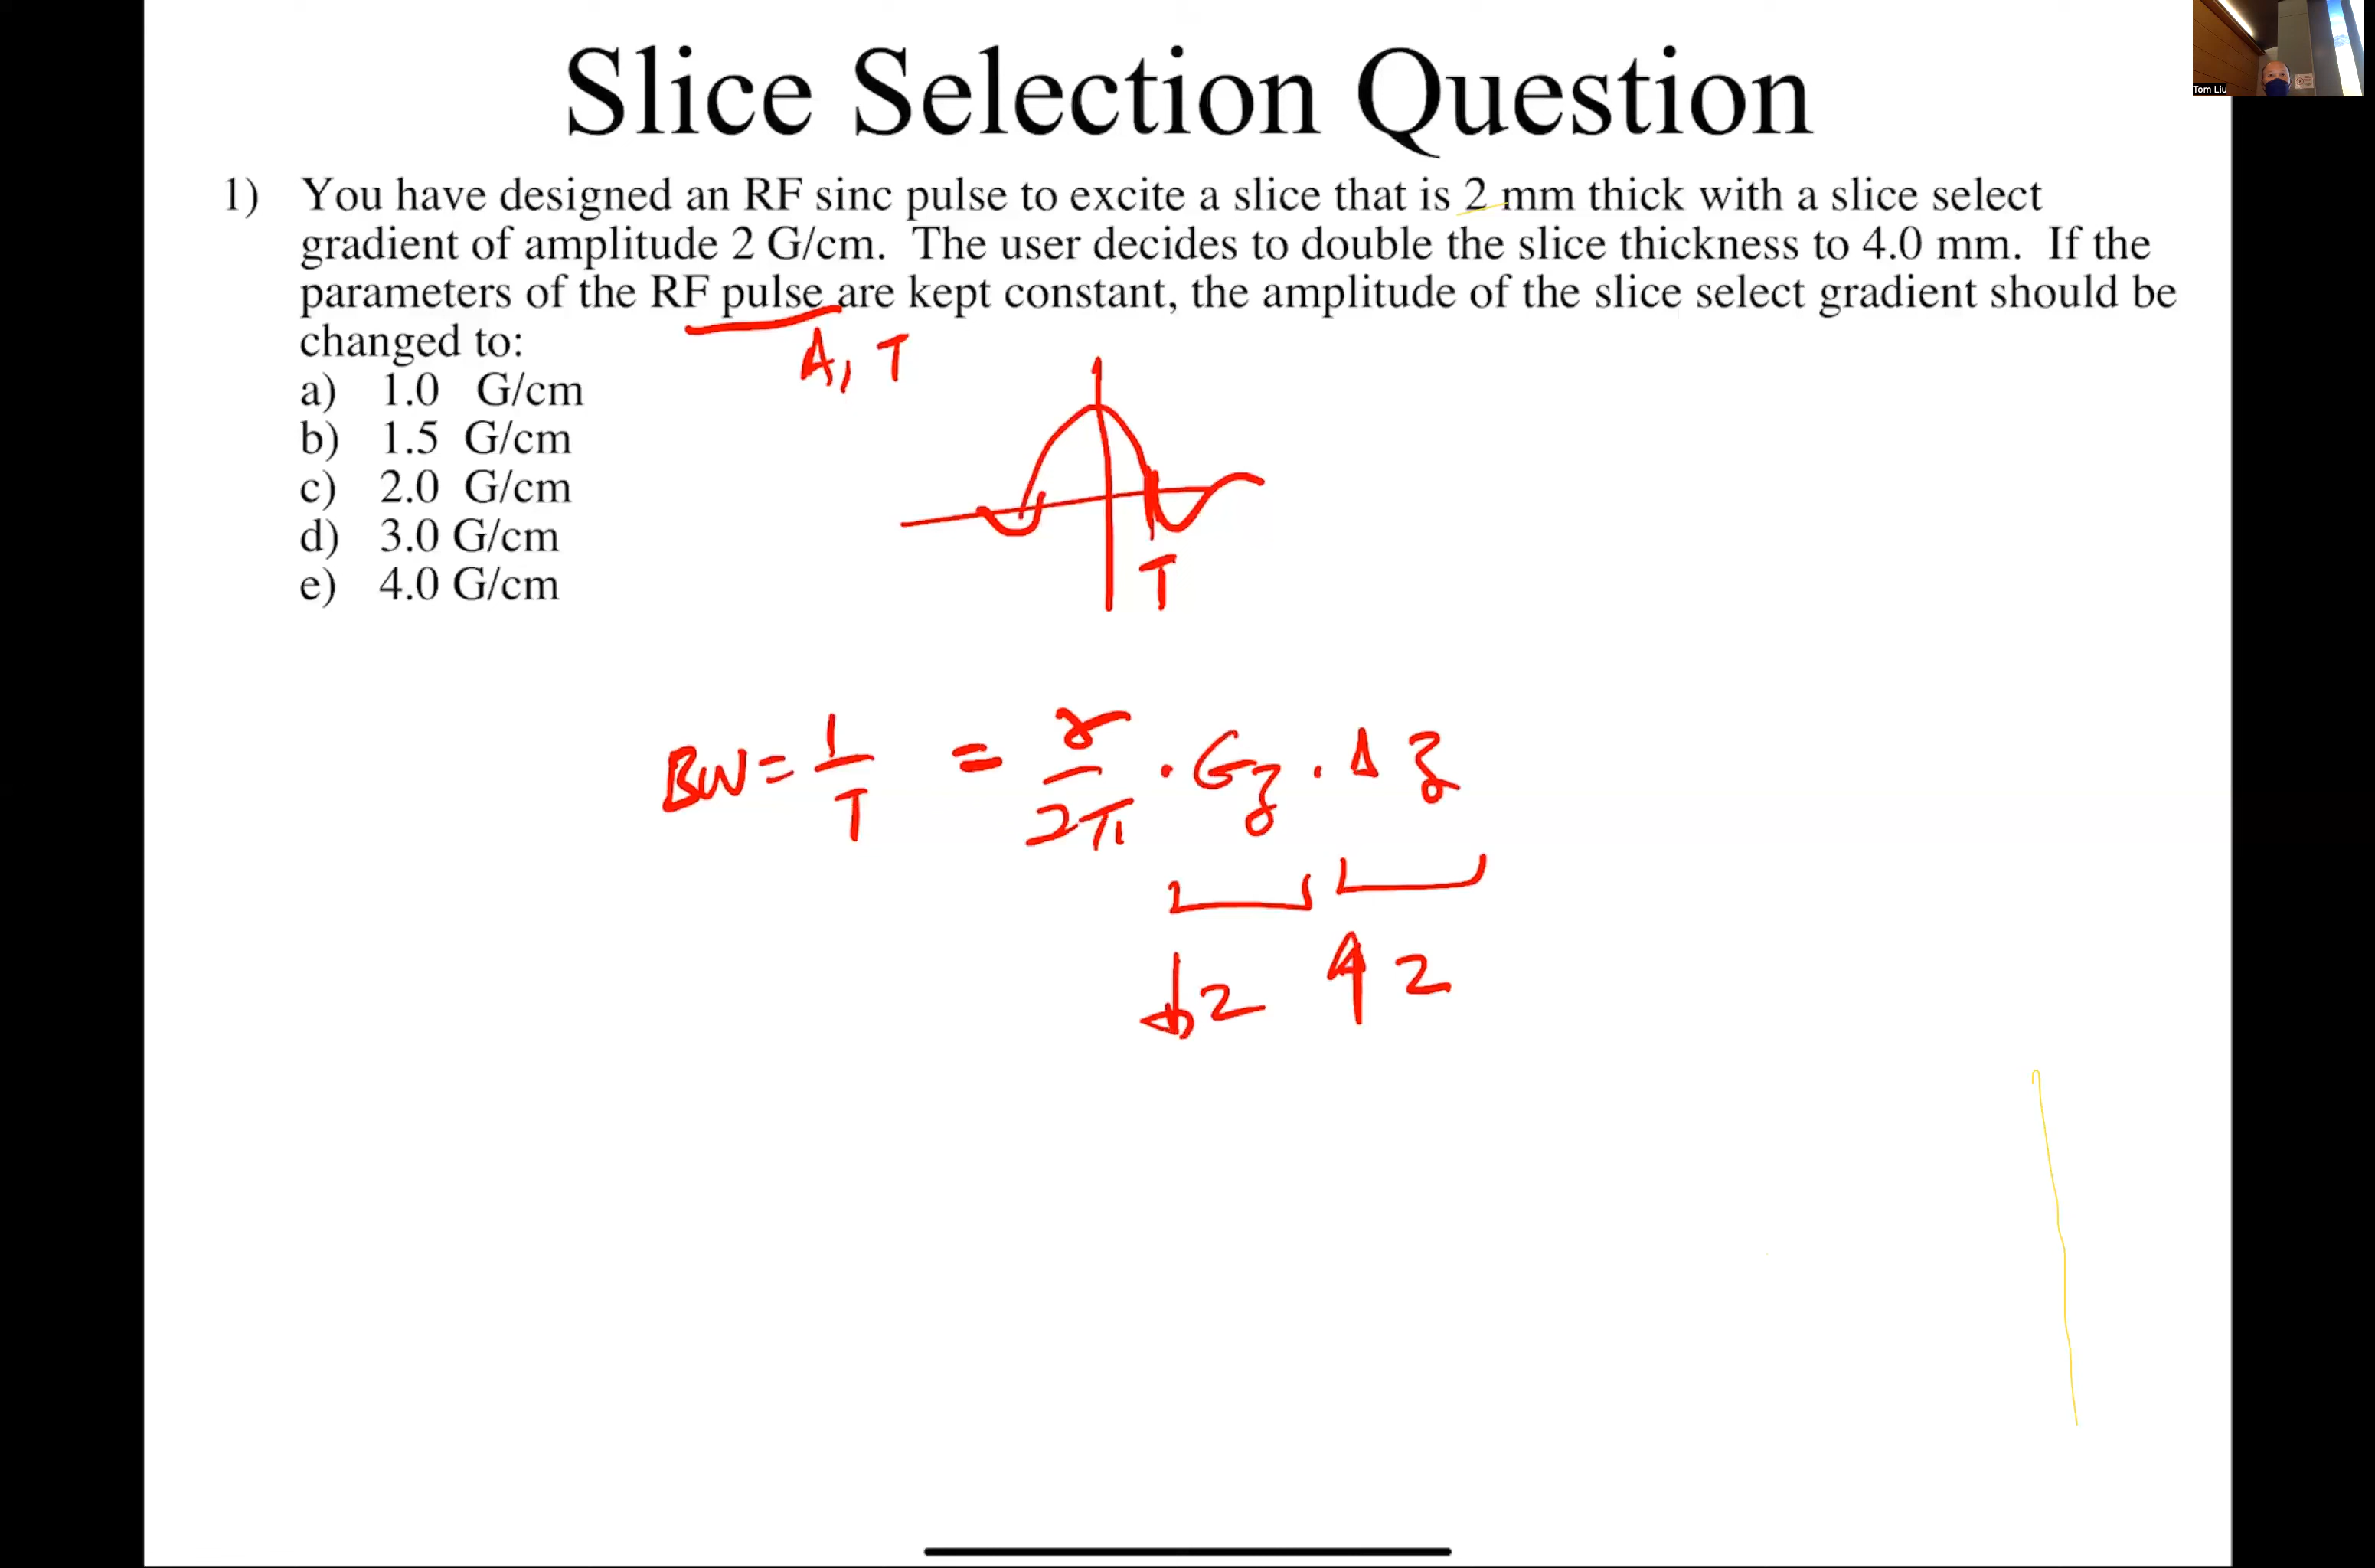 Tom Liu
Slice Selection Question
1) You have designed an RF sinc pulse to excite a slice that is 2 mm thick with a slice select
gradient of amplitude 2 G/cm. The user decides to double the slice thickness to 4.0 mm. If the
parameters of the RF pulse are kept constant, the amplitude of the slice select gradient should be
changed to:
A, T
a) 1.0 G/cm
b) 1.5 G/cm
c) 2.0 G/cm
d) 3.0 G/cm
e) 4.0 G/cm
T
BW = 1/T = γ/2π · Gz · Δz
↓2 ↑2